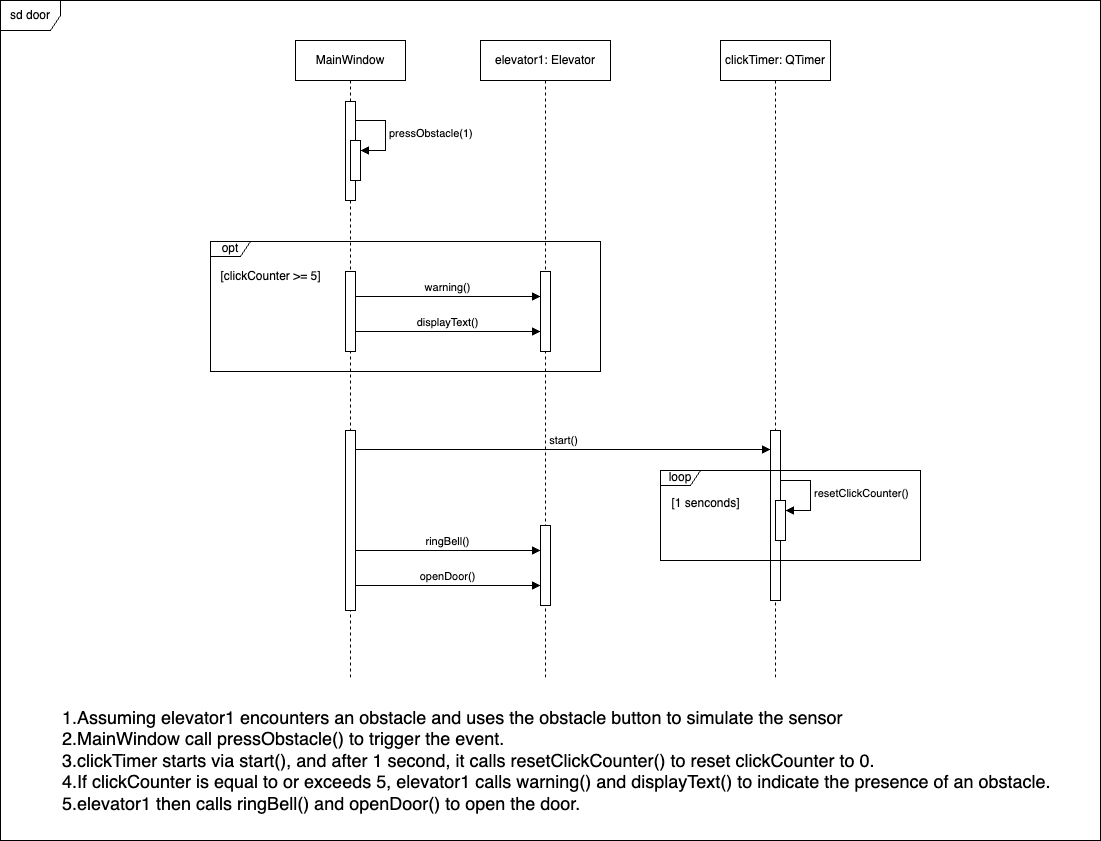 sd door
MainWindow
elevator1: Elevator
clickTimer: QTimer
pressObstacle(1)
opt
[clickCounter >= 5]
warning()
displayText()
start()
loop
[1 senconds]
resetClickCounter()
ringBell()
openDoor()
1.Assuming elevator1 encounters an obstacle and uses the obstacle button to simulate the sensor
2.MainWindow call pressObstacle() to trigger the event.
3.clickTimer starts via start(), and after 1 second, it calls resetClickCounter() to reset clickCounter to 0.
4.If clickCounter is equal to or exceeds 5, elevator1 calls warning() and displayText() to indicate the presence of an obstacle.
5.elevator1 then calls ringBell() and openDoor() to open the door.